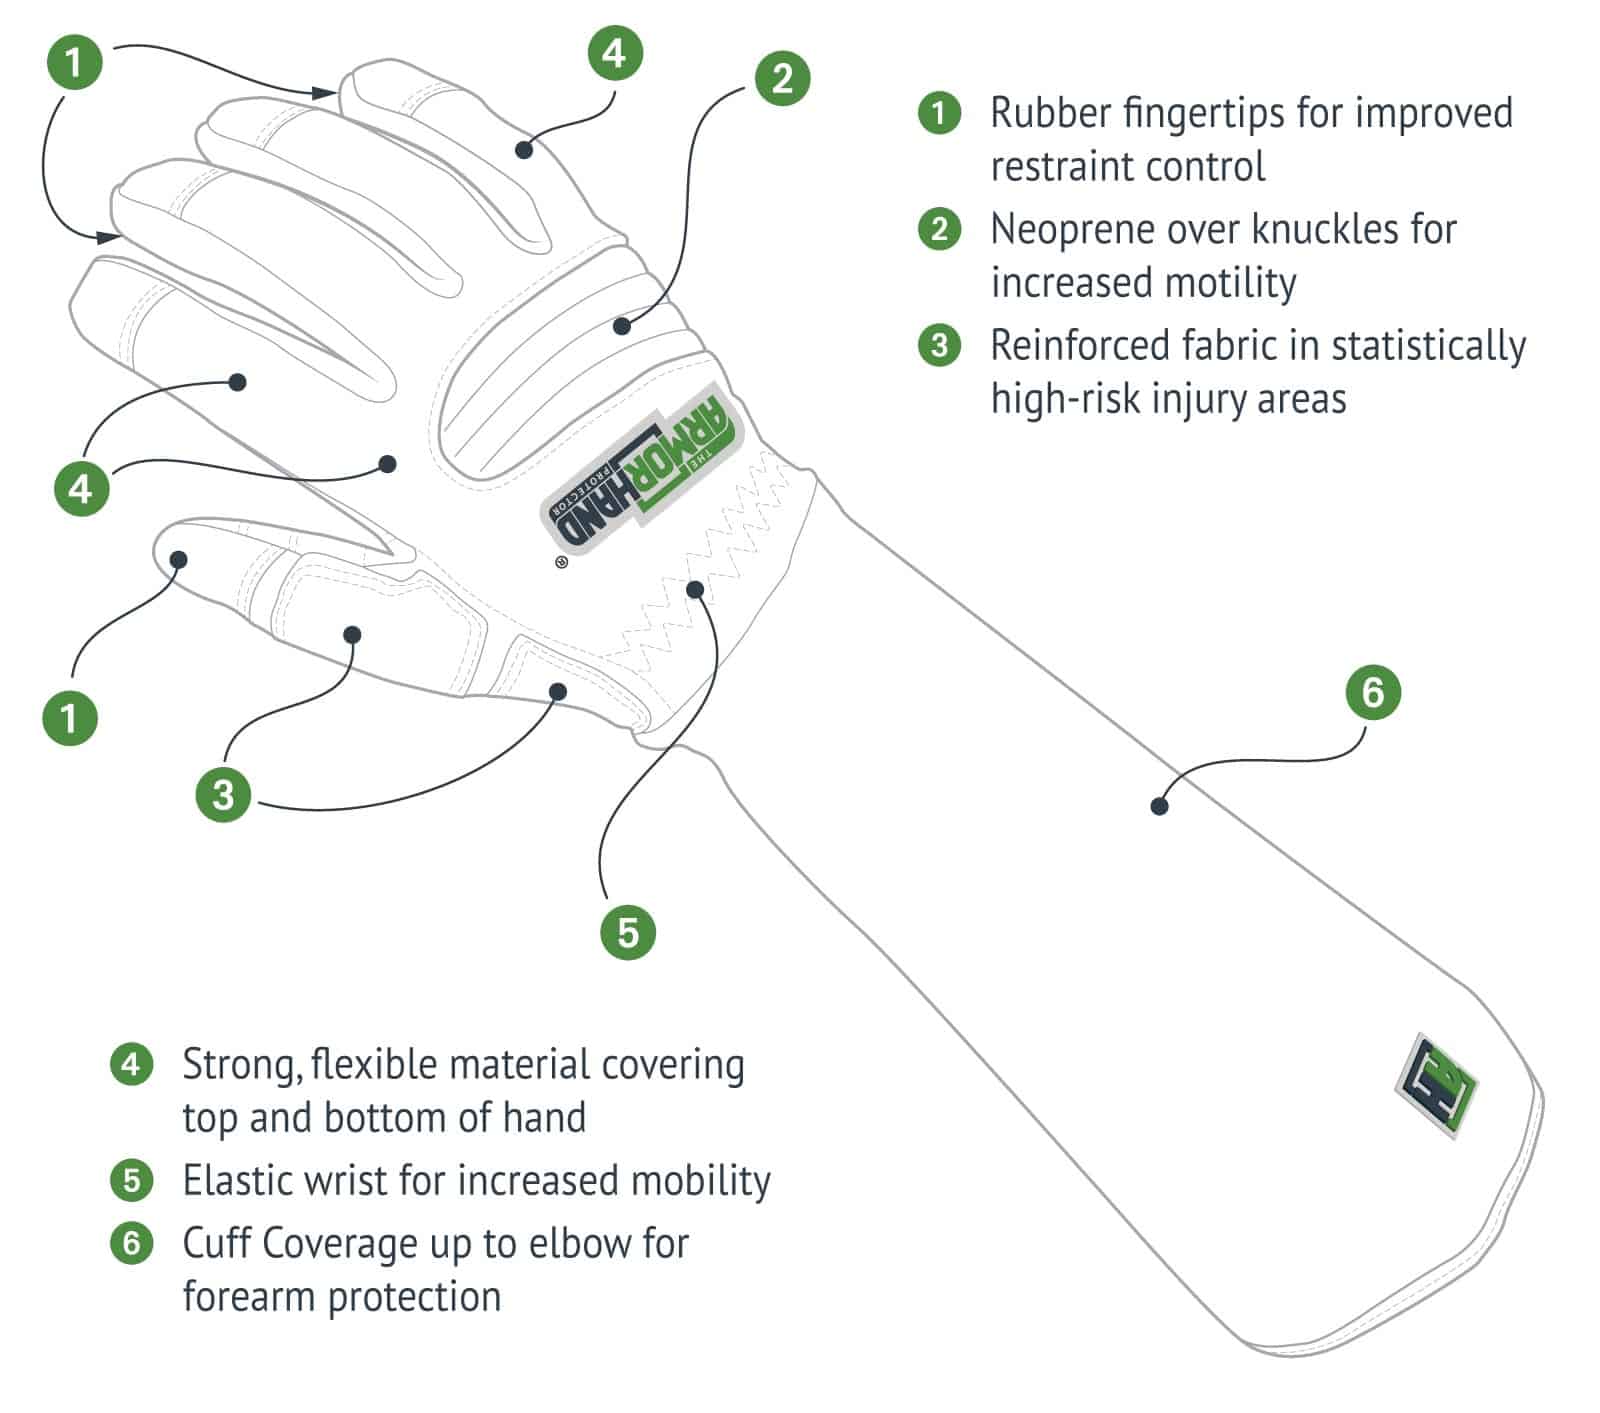 1
4
2
1 Rubber fingertips for improved
restraint control
2 Neoprene over knuckles for
increased motility
3 Reinforced fabric in statistically
high-risk injury areas
THE
ARMOR
HAND
PROTECTOR
®
4
1
3
5
6
4 Strong, flexible material covering
top and bottom of hand
5 Elastic wrist for increased mobility
6 Cuff Coverage up to elbow for
forearm protection